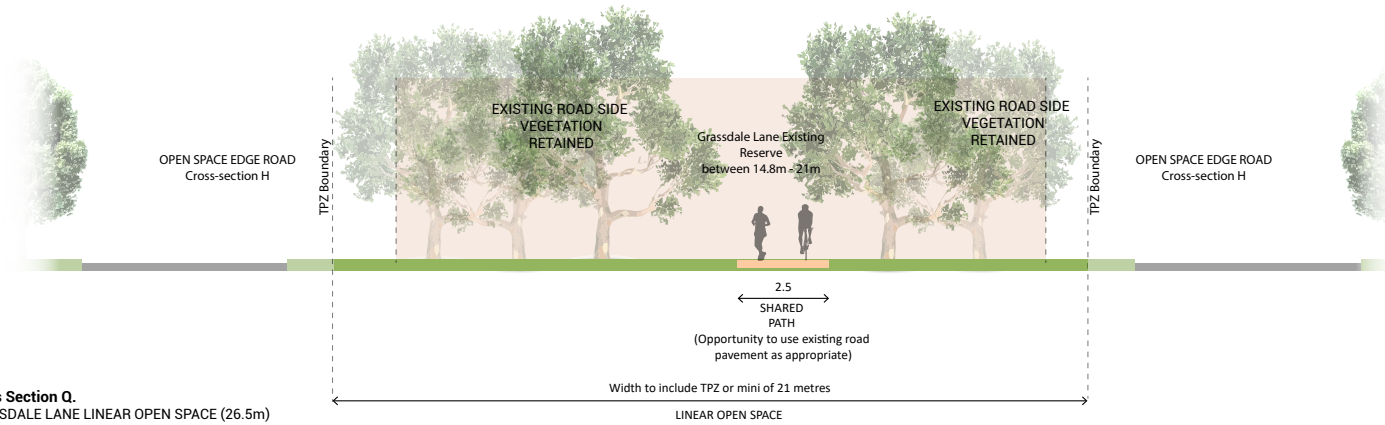 EXISTING ROAD SIDE
VEGETATION
RETAINED
EXISTING ROAD SIDE
VEGETATION
RETAINED
Grassdale Lane Existing
Reserve
between 14.8m - 21m
OPEN SPACE EDGE ROAD
Cross-section H
TPZ Boundary
TPZ Boundary
OPEN SPACE EDGE ROAD
Cross-section H
2.5
SHARED
PATH
(Opportunity to use existing road
pavement as appropriate)
Width to include TPZ or mini of 21 metres
LINEAR OPEN SPACE
s Section Q.
SDALE LANE LINEAR OPEN SPACE (26.5m)